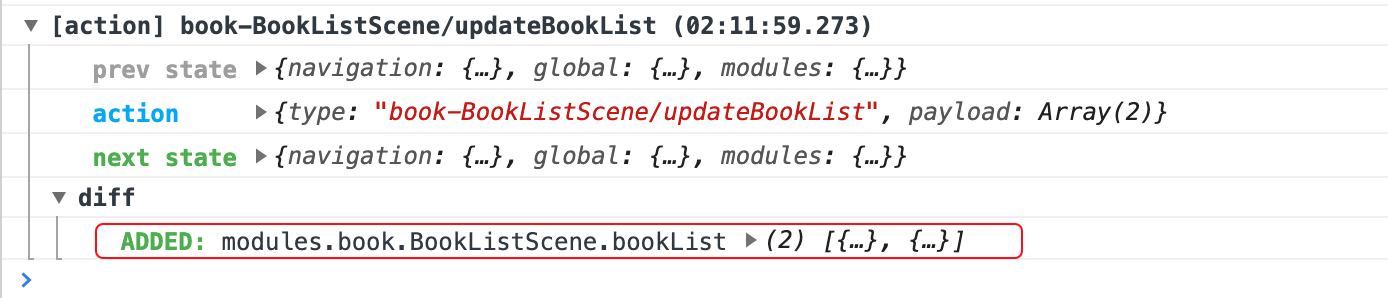 ▼ [action] book-BookListScene/updateBookList (02:11:59.273)
prev state ▶{navigation: {…}, global: {…}, modules: {…}}
action ▶{type: "book-BookListScene/updateBookList", payload: Array(2)}
next state ▶{navigation: {…}, global: {…}, modules: {…}}
▼ diff
ADDED: modules.book.BookListScene.bookList ▶(2) [{…}, {…}]
>